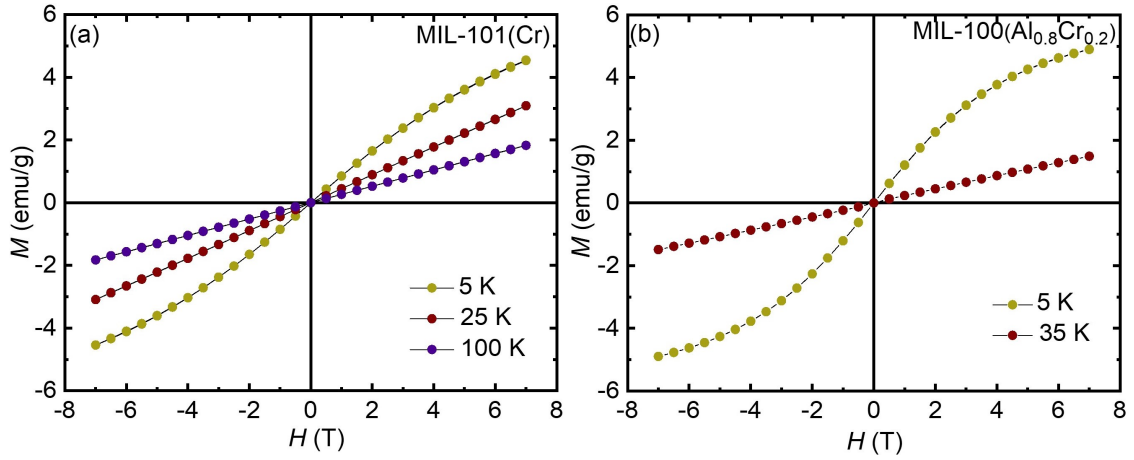 (a)
MIL-101(Cr)
M (emu/g)
6
4
2
0
-2
-4
-6
-8 -6 -4 -2 0 2 4 6 8
H (T)
5 K
25 K
100 K
(b)
MIL-100(Al0.8Cr0.2)
M (emu/g)
6
4
2
0
-2
-4
-6
-8 -6 -4 -2 0 2 4 6 8
H (T)
5 K
35 K